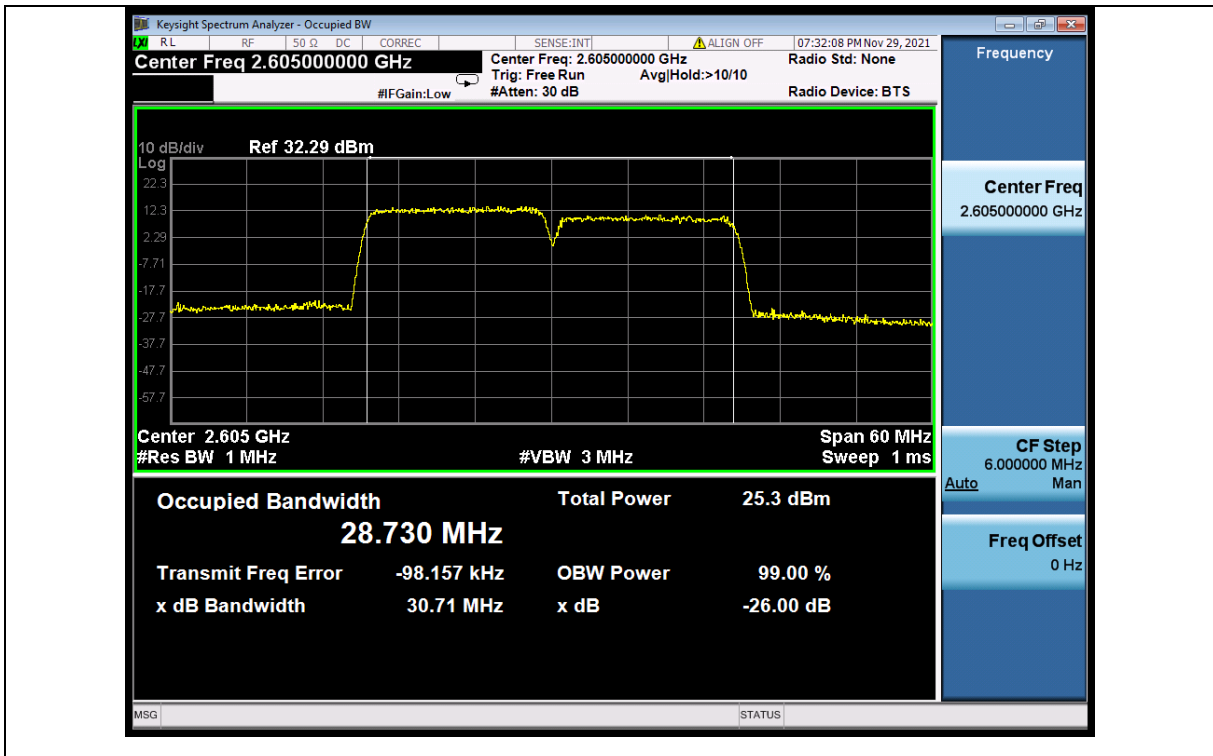 Keysight Spectrum Analyzer - Occupied BW
LXI RL RF 50 Ω DC CORREC SENSE:INT ALIGN OFF 07:32:08 PM Nov 29, 2021
Center Freq 2.605000000 GHz
Center Freq: 2.605000000 GHz Radio Std: None
Trig: Free Run Avg|Hold:>10/10
#IFGain:Low #Atten: 30 dB Radio Device: BTS
Frequency
10 dB/div Ref 32.29 dBm
Log
22.3
12.3
2.29
-7.71
-17.7
-27.7
-37.7
-47.7
-57.7
Center 2.605 GHz Span 60 MHz
#Res BW 1 MHz #VBW 3 MHz Sweep 1 ms
Occupied Bandwidth Total Power 25.3 dBm
28.730 MHz
Transmit Freq Error -98.157 kHz OBW Power 99.00 %
x dB Bandwidth 30.71 MHz x dB -26.00 dB
Center Freq
2.605000000 GHz
CF Step
6.000000 MHz
Auto Man
Freq Offset
0 Hz
MSG STATUS